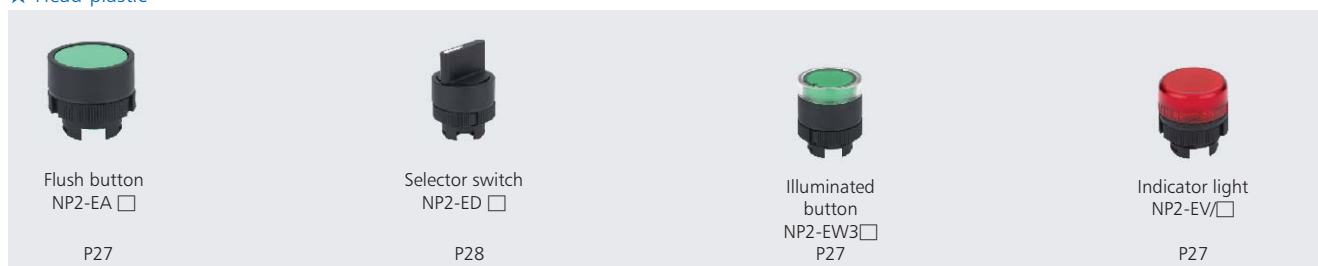 ★ Head-plastic
Flush button
NP2-EA □
P27
Selector switch
NP2-ED □
P28
Illuminated
button
NP2-EW3□
P27
Indicator light
NP2-EV/□
P27